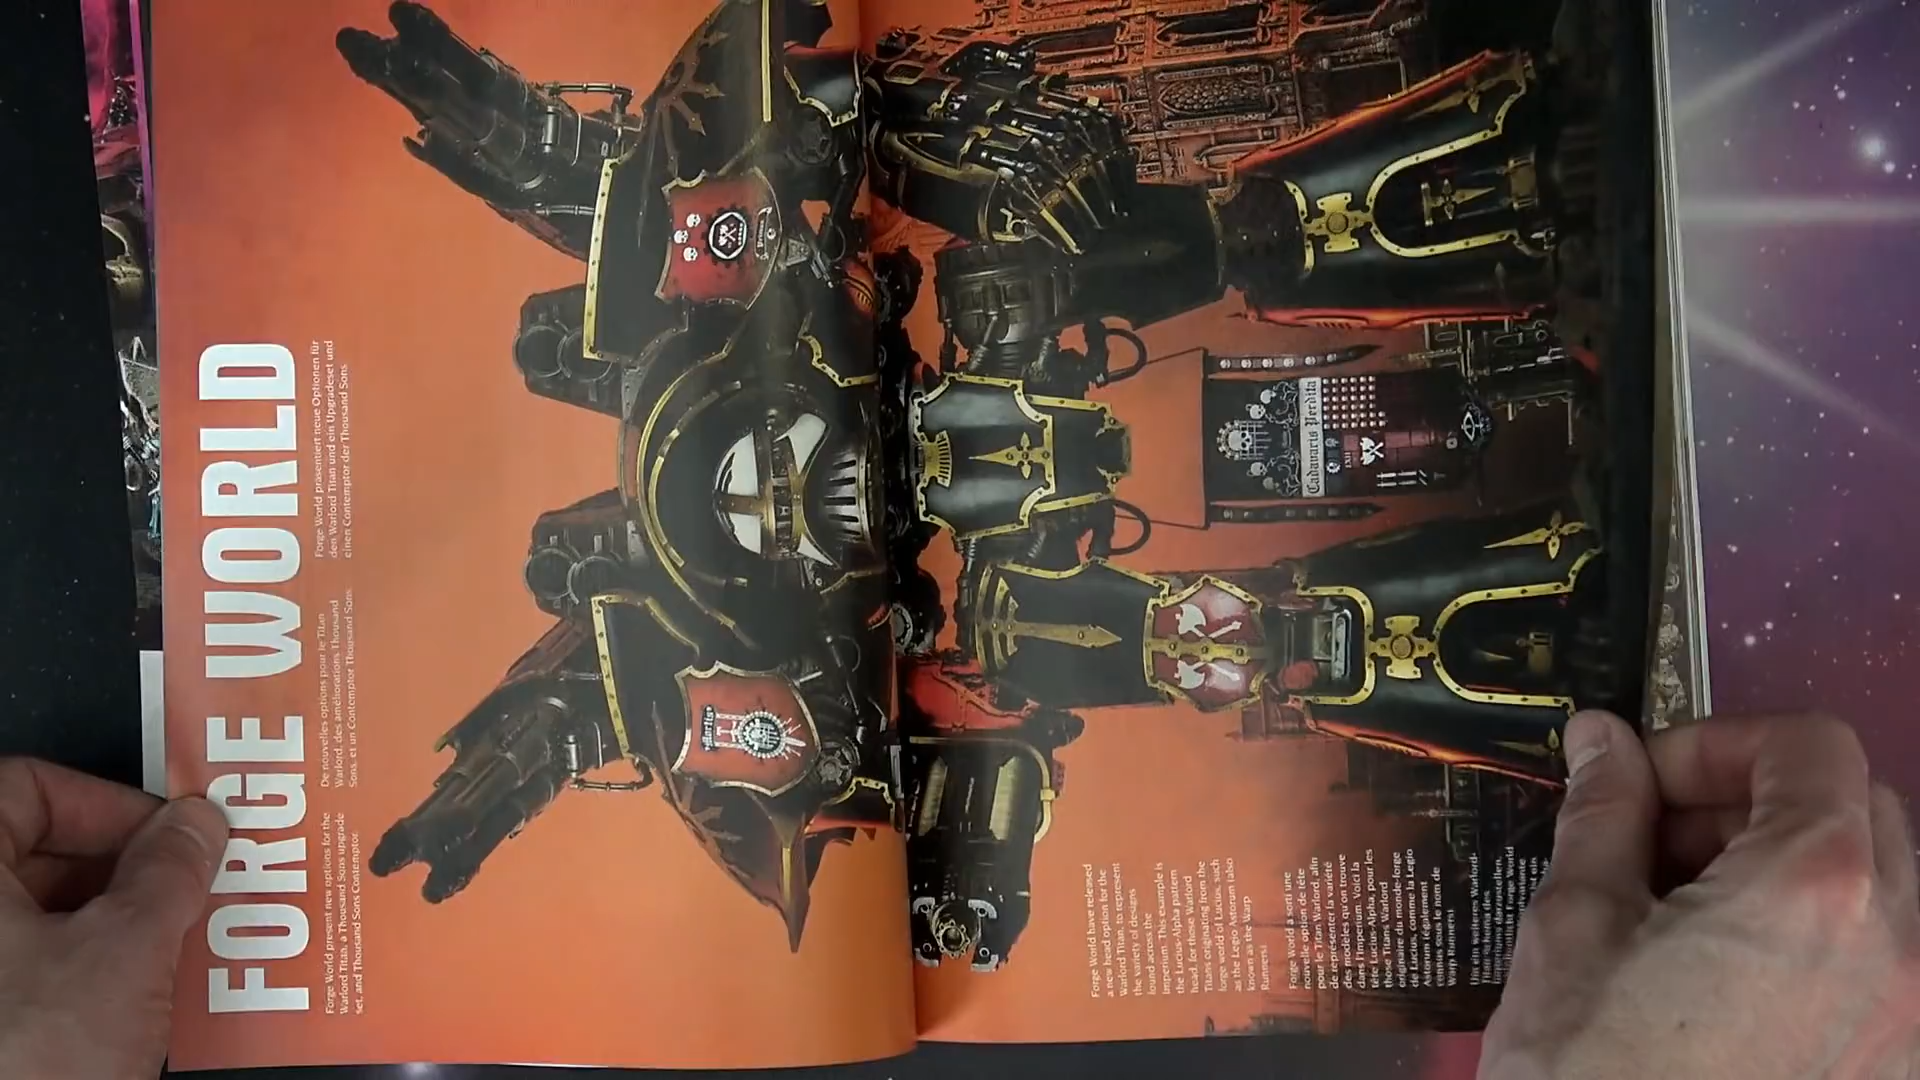 FORGE WORLD
Forge World present new options for the
Warlord Titan, a Thousand Sons upgrade
set, and Thousand Sons Contemptor.
De nouvelles options pour le Titan
Warlord, des améliorations Thousand
Sons, et un Contemptor Thousand Sons.
Forge World präsentiert neue Optionen für
den Warlord Titan und ein Upgradeset und
einen Contemptor der Thousand Sons.
Mortis
Cadavaris Perdita
Forge World have released
a new head option for the
Warlord Titan, to represent
the variety of designs
found across the
Imperium. This example is
the Lucius-Alpha pattern
head, for those Warlord
Titans originating from the
forge world of Lucius, such
as the Legio Astorum (also
known as the Warp
Runners).
Forge World a sorti une
nouvelle option de tête
pour le Titan Warlord, afin
de représenter la variété
des modèles qu'on trouve
dans l'Imperium. Voici la
tête Lucius-Alpha, pour les
those Titans Warlord
originaire du monde-forge
de Lucius, comme la Legio
Astorum (également
connus sous le nom de
Warp Runners).
Forge World